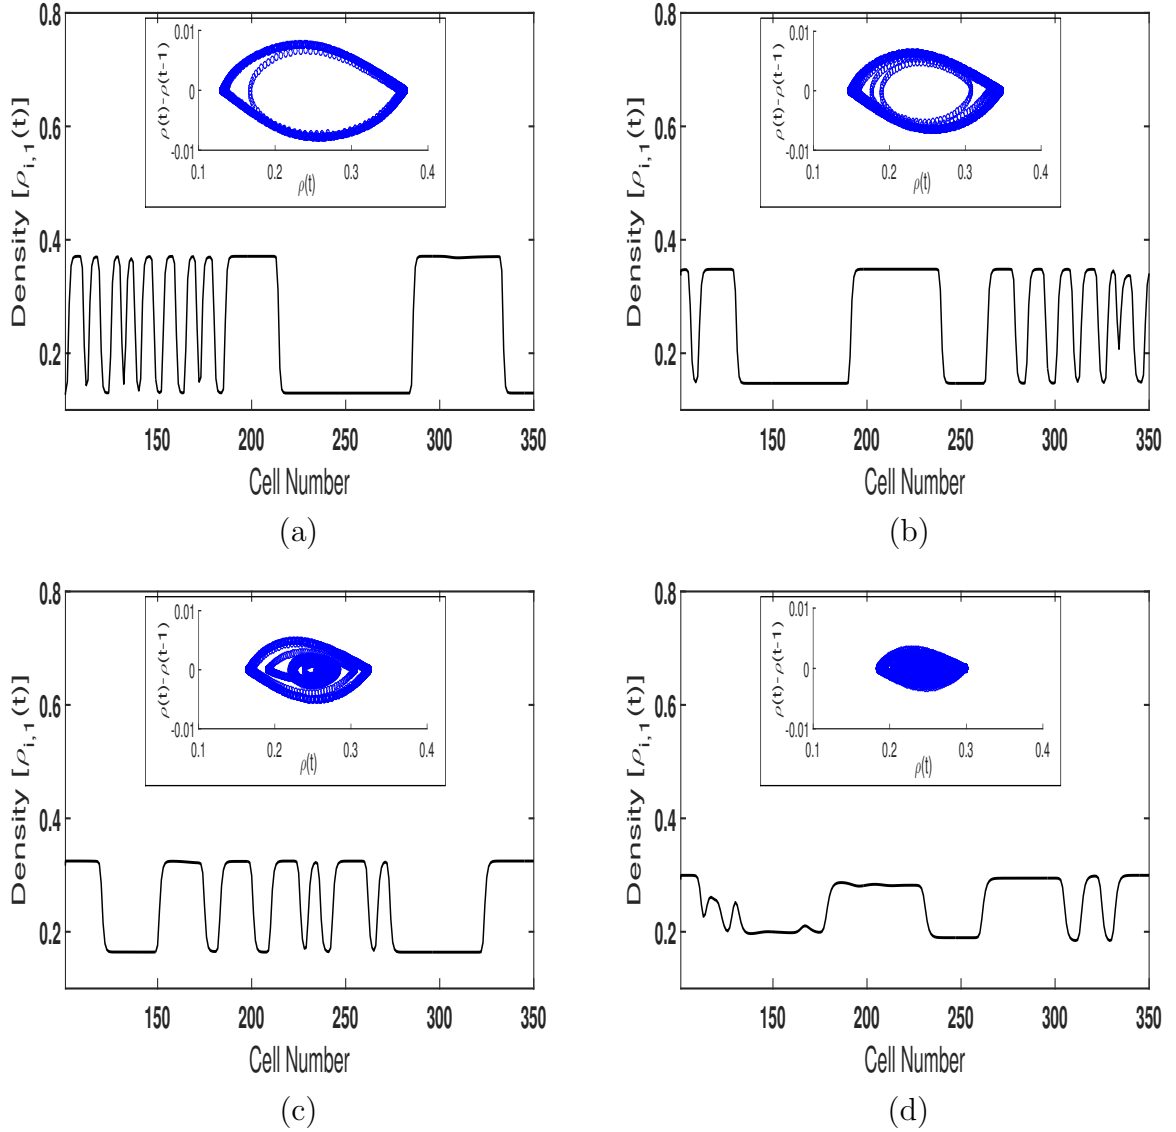 0.8
0.6
0.4
0.2
Density [ρi,1(t)]
0.01
0
-0.01
ρ(t)-ρ(t-1)
0.1 0.2 0.3 0.4
ρ(t)
150 200 250 300 350
Cell Number
(a)
0.8
0.6
0.4
0.2
Density [ρi,1(t)]
0.01
0
-0.01
ρ(t)-ρ(t-1)
0.1 0.2 0.3 0.4
ρ(t)
150 200 250 300 350
Cell Number
(b)
0.8
0.6
0.4
0.2
Density [ρi,1(t)]
0.01
0
-0.01
ρ(t)-ρ(t-1)
0.1 0.2 0.3 0.4
ρ(t)
150 200 250 300 350
Cell Number
(c)
0.8
0.6
0.4
0.2
Density [ρi,1(t)]
0.01
0
-0.01
ρ(t)-ρ(t-1)
0.1 0.2 0.3 0.4
ρ(t)
150 200 250 300 350
Cell Number
(d)